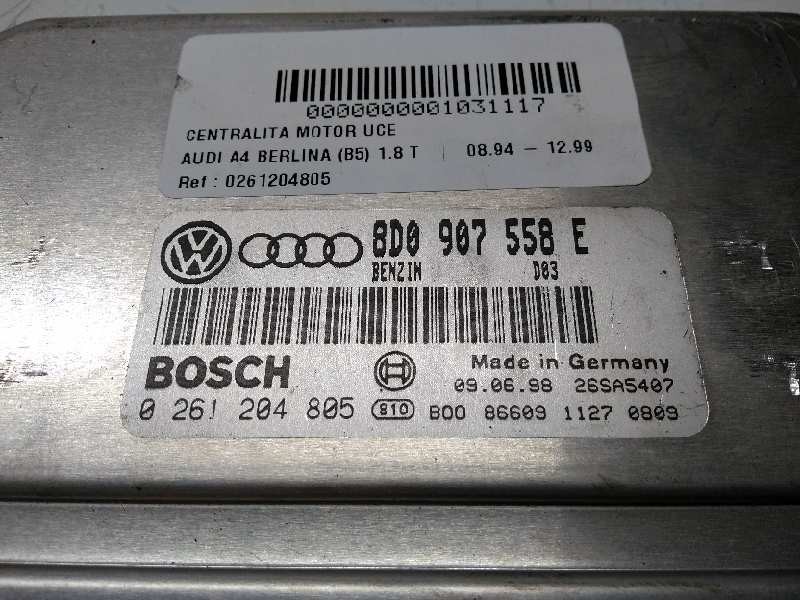 0000000001031117
CENTRALITA MOTOR UCE
AUDI A4 BERLINA (B5) 1.8 T | 08.94 - 12.99
Ref : 0261204805
8D0 907 558 E
BENZIN D03
BOSCH Made in Germany
09.06.98 26SA5407
0 261 204 805 810 B00 86609 1127 0809